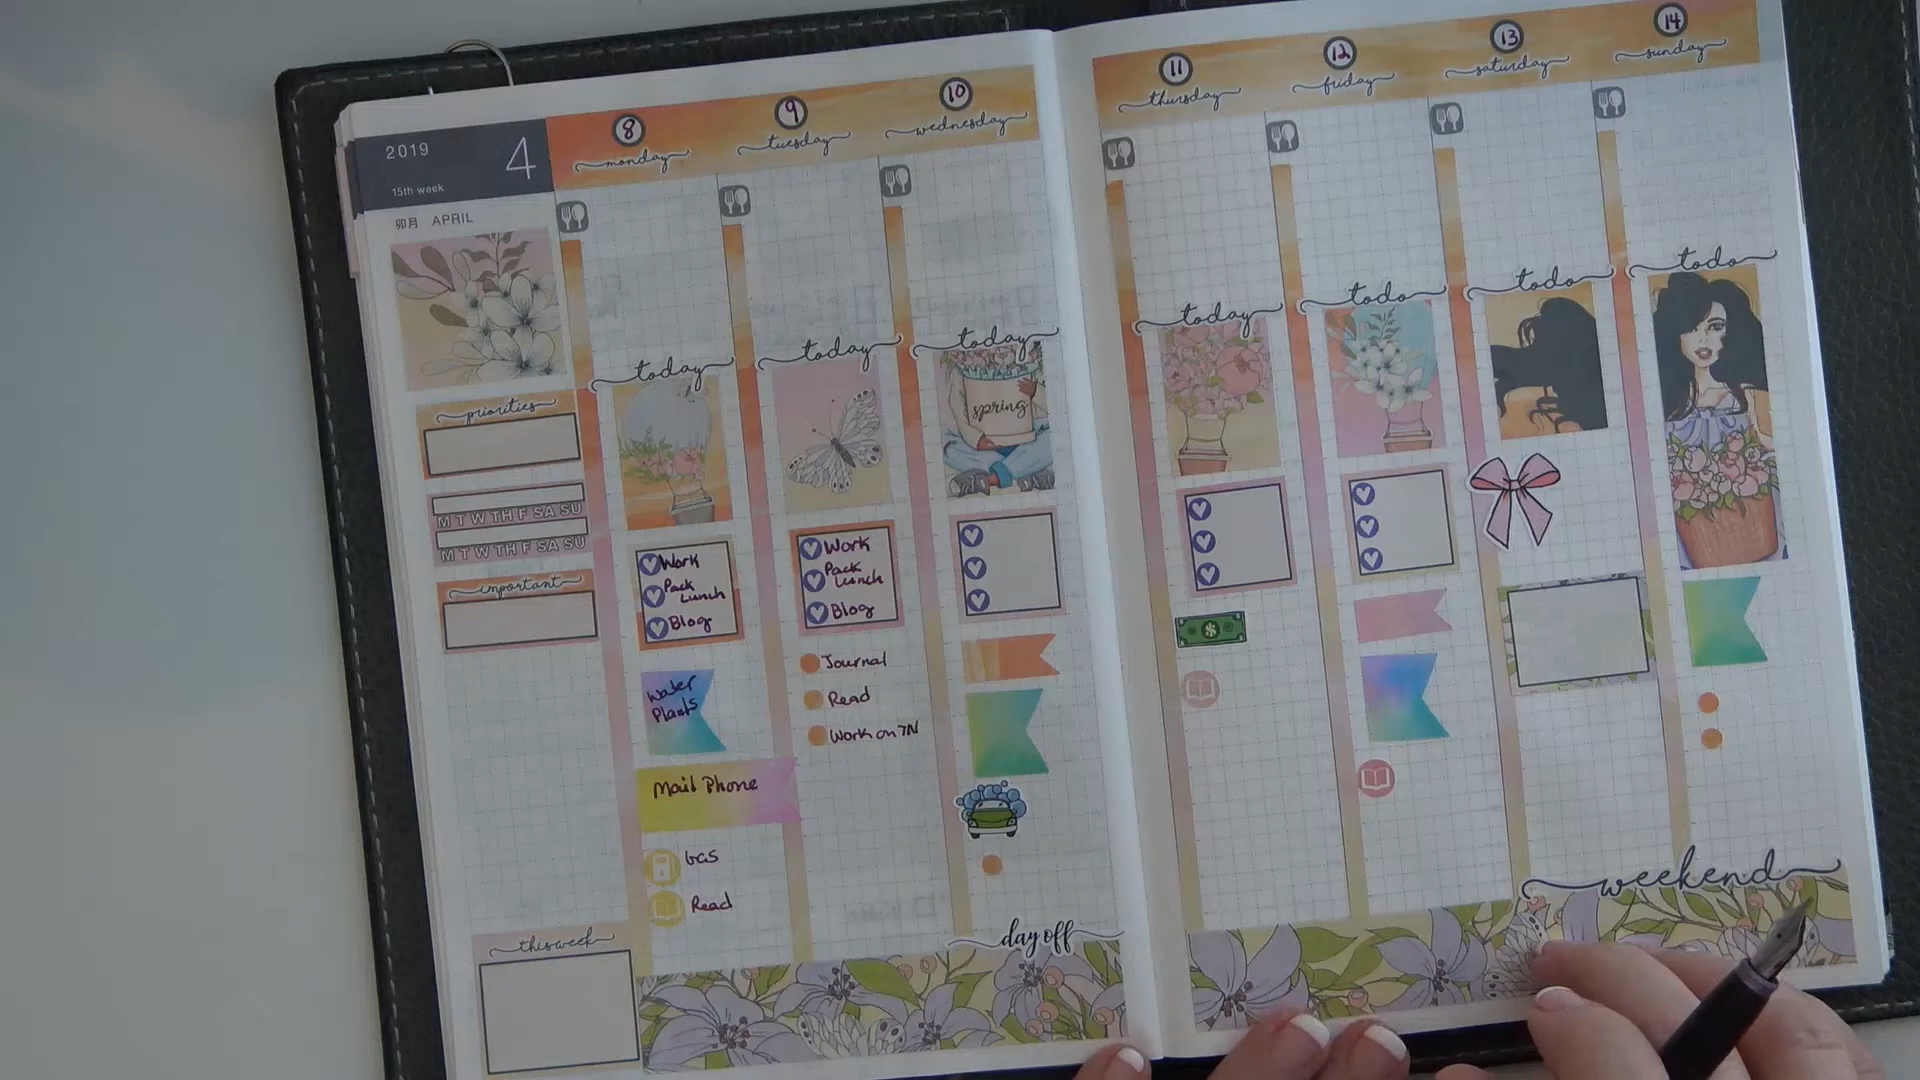 2019
4
15th week
卯月 APRIL
priorities
M T W TH F SA SU
M T W TH F SA SU
important
this week
8
monday
today
Work
Pack
Lunch
Blog
Water
Plants
Mail Phone
Gas
Read
9
tuesday
today
Work
Pack
Lunch
Blog
Journal
Read
Work on 7N
10
wednesday
today
spring
day off
11
thursday
today
$
12
friday
todo
13
saturday
todo
14
sunday
todo
weekend